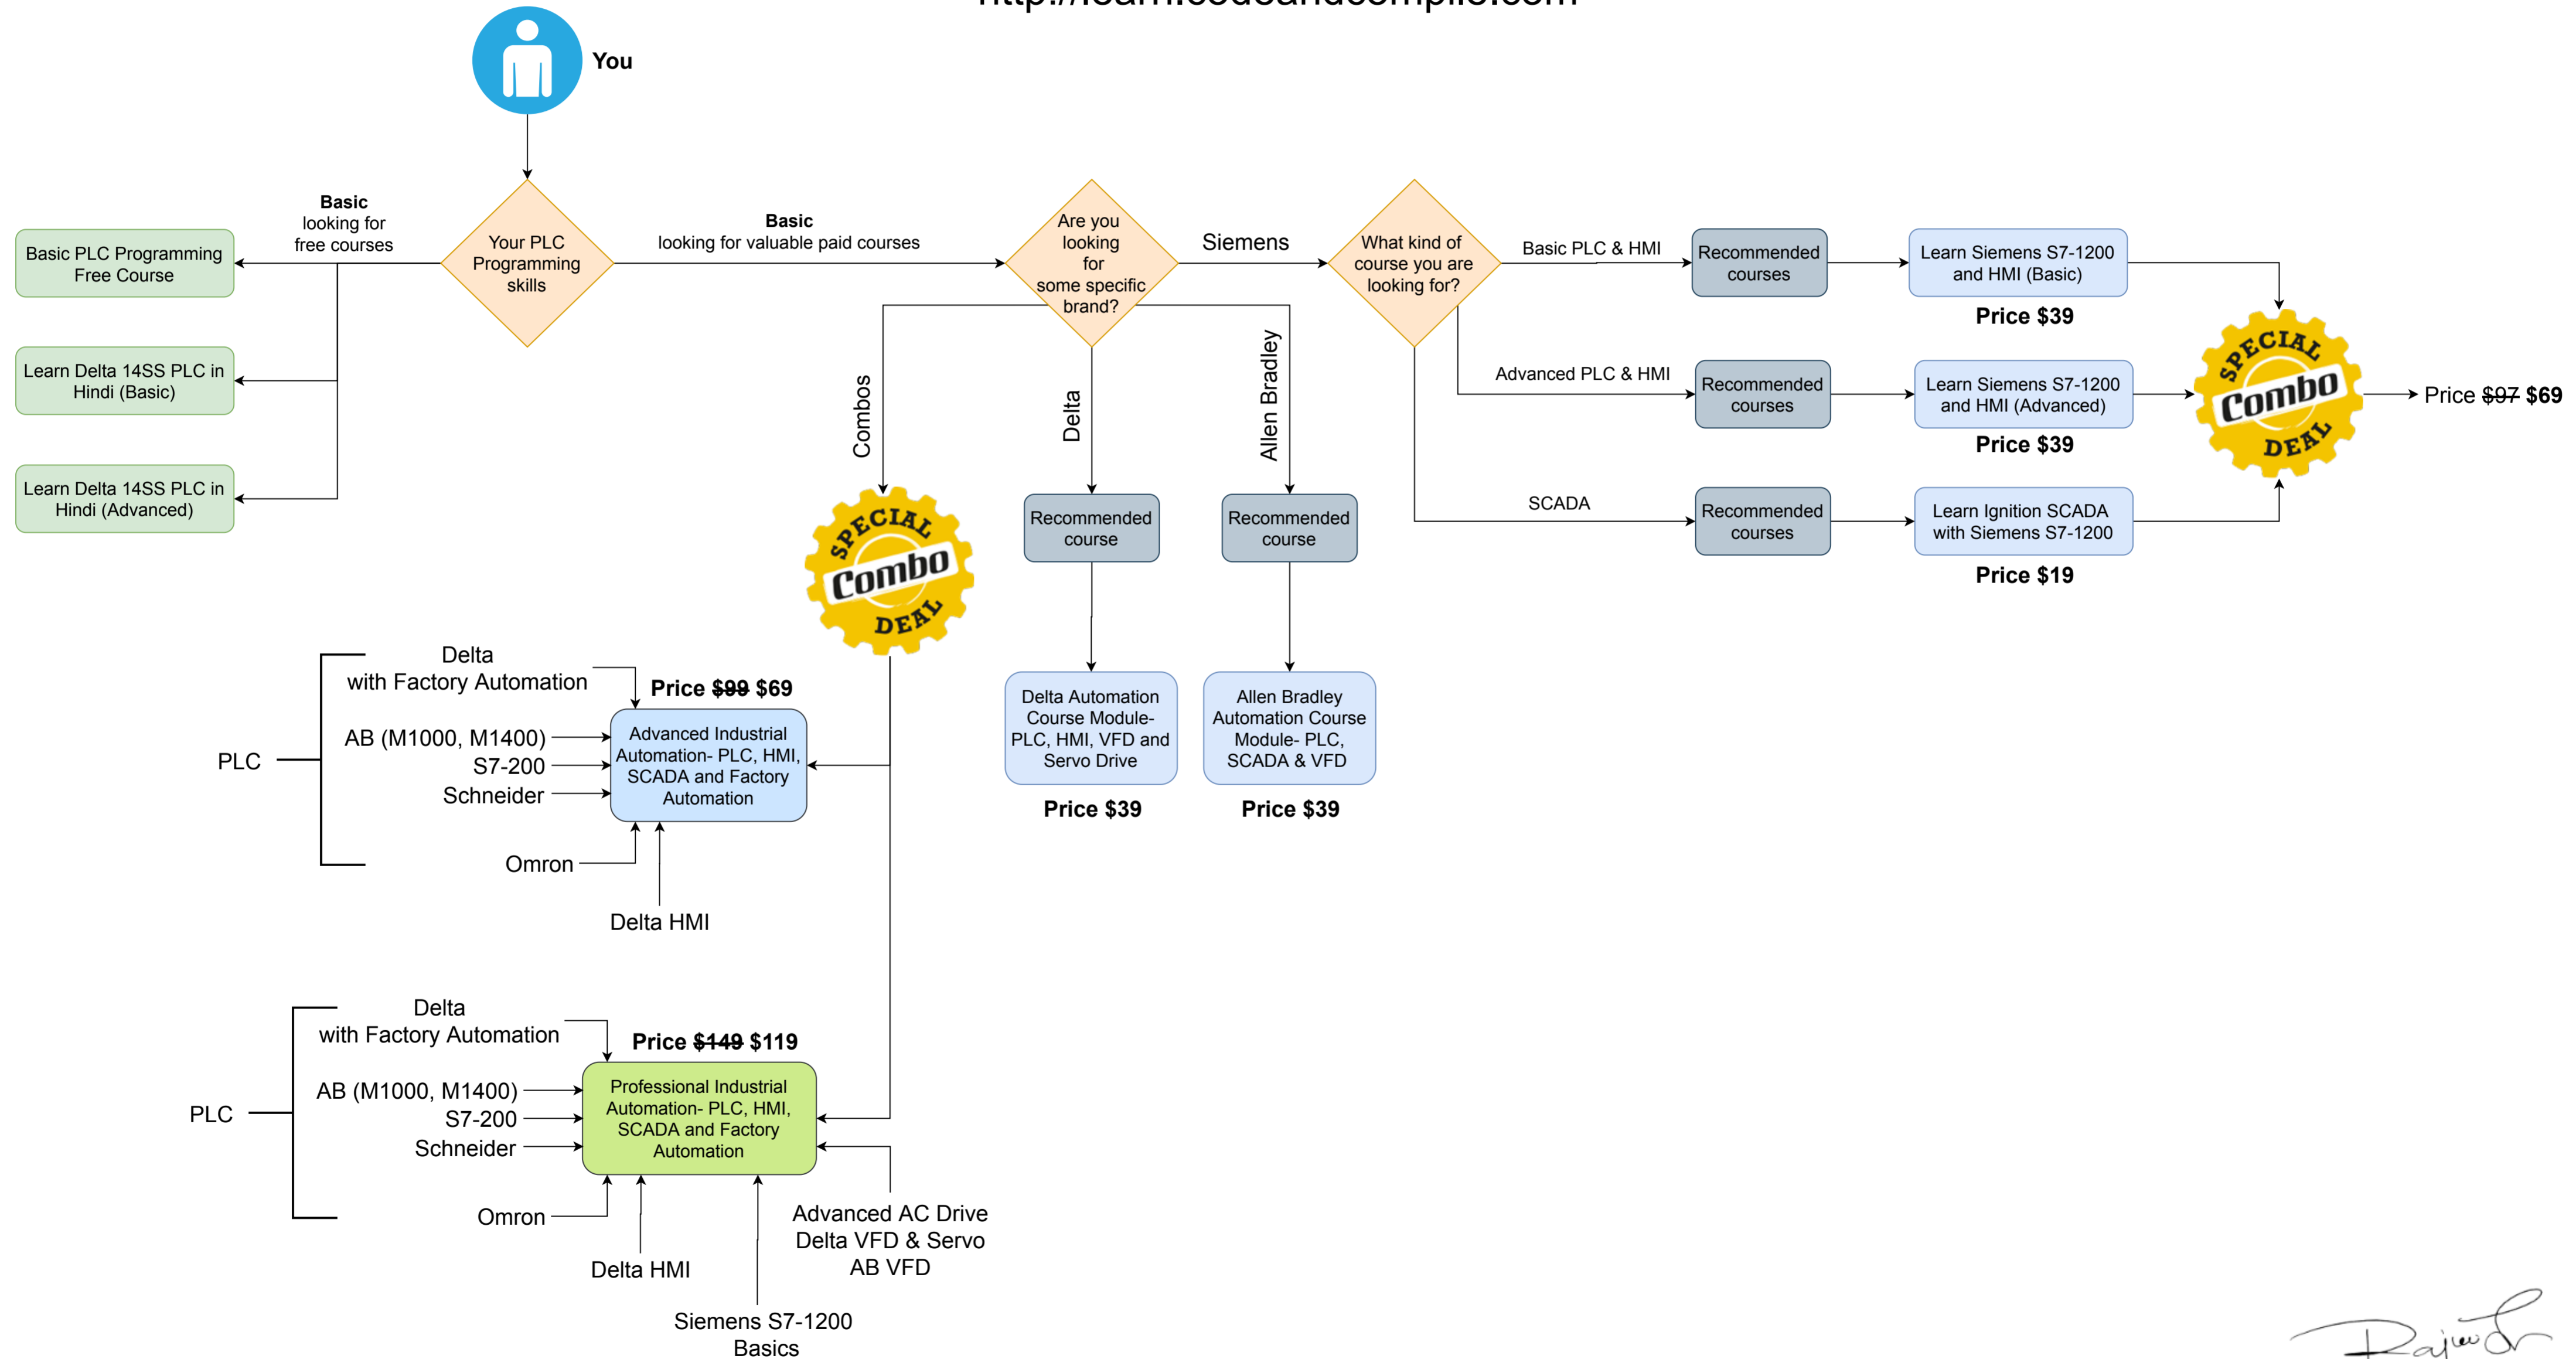 http://learn.codeandcompile.com
You
Basic
looking for
free courses
Your PLC
Programming
skills
Basic PLC Programming
Free Course
Learn Delta 14SS PLC in
Hindi (Basic)
Learn Delta 14SS PLC in
Hindi (Advanced)
Basic
looking for valuable paid courses
Are you
looking
for
some specific
brand?
Siemens
What kind of
course you are
looking for?
Basic PLC & HMI
Recommended
courses
Learn Siemens S7-1200
and HMI (Basic)
Price $39
Advanced PLC & HMI
Recommended
courses
Learn Siemens S7-1200
and HMI (Advanced)
Price $39
SCADA
Recommended
courses
Learn Ignition SCADA
with Siemens S7-1200
Price $19
SPECIAL
Combo
DEAL
Price $97 $69
Combos
Delta
Allen Bradley
SPECIAL
Combo
DEAL
Recommended
course
Recommended
course
Delta Automation
Course Module-
PLC, HMI, VFD and
Servo Drive
Price $39
Allen Bradley
Automation Course
Module- PLC,
SCADA & VFD
Price $39
PLC
Delta
with Factory Automation
AB (M1000, M1400)
S7-200
Schneider
Omron
Delta HMI
Price $99 $69
Advanced Industrial
Automation- PLC, HMI,
SCADA and Factory
Automation
PLC
Delta
with Factory Automation
AB (M1000, M1400)
S7-200
Schneider
Omron
Delta HMI
Price $149 $119
Professional Industrial
Automation- PLC, HMI,
SCADA and Factory
Automation
Siemens S7-1200
Basics
Advanced AC Drive
Delta VFD & Servo
AB VFD